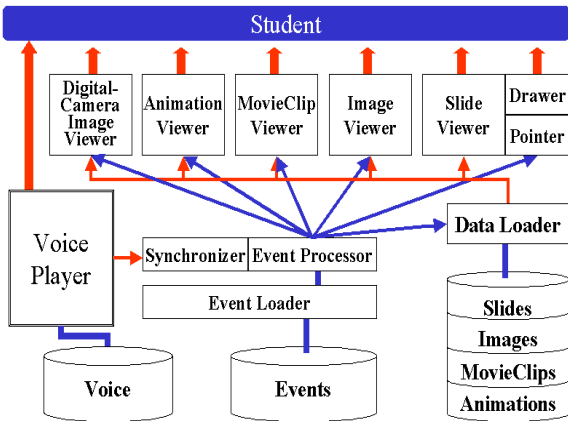 Student
Digital-
Camera
Image
Viewer
Animation
Viewer
MovieClip
Viewer
Image
Viewer
Slide
Viewer
Drawer
Pointer
Voice
Player
Synchronizer
Event Processor
Data Loader
Event Loader
Slides
Images
MovieClips
Animations
Voice
Events